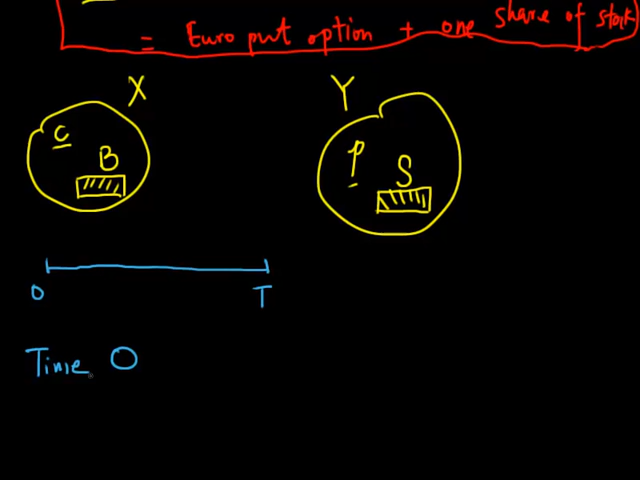 = Euro put option + one share of stock
X Y
C p
B S
0 T
Time 0